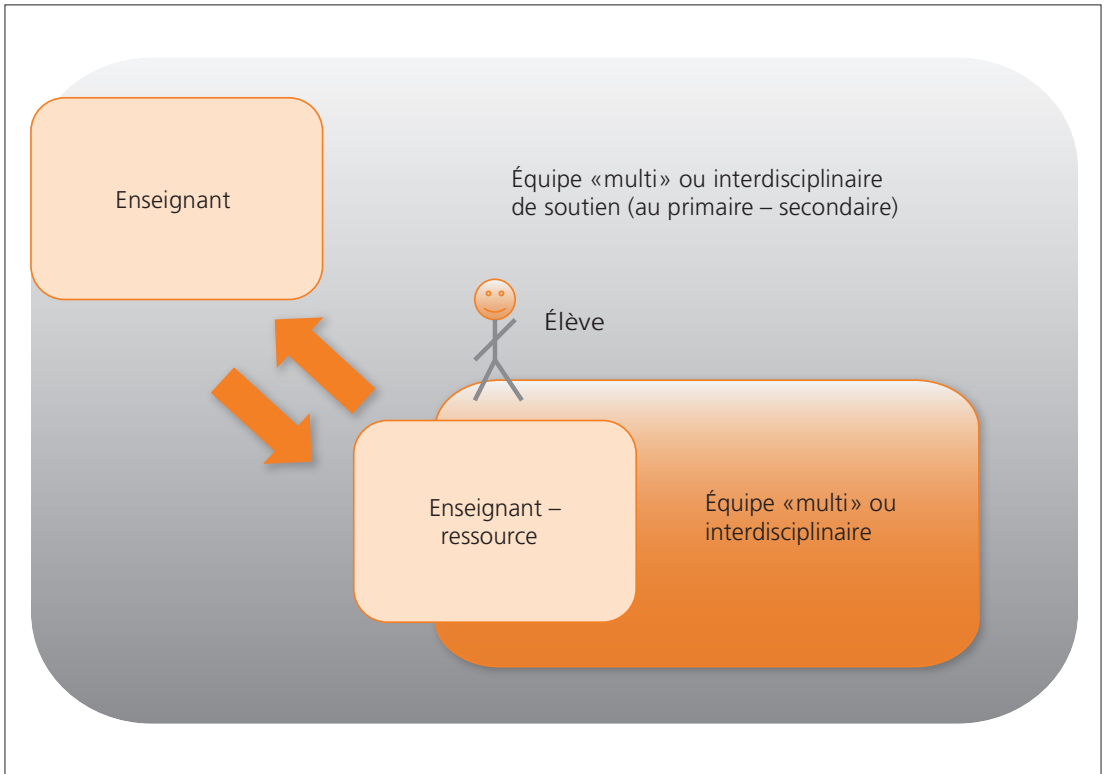 Enseignant
Équipe «multi» ou interdisciplinaire
de soutien (au primaire – secondaire)
Élève
Enseignant –
ressource
Équipe «multi» ou
interdisciplinaire